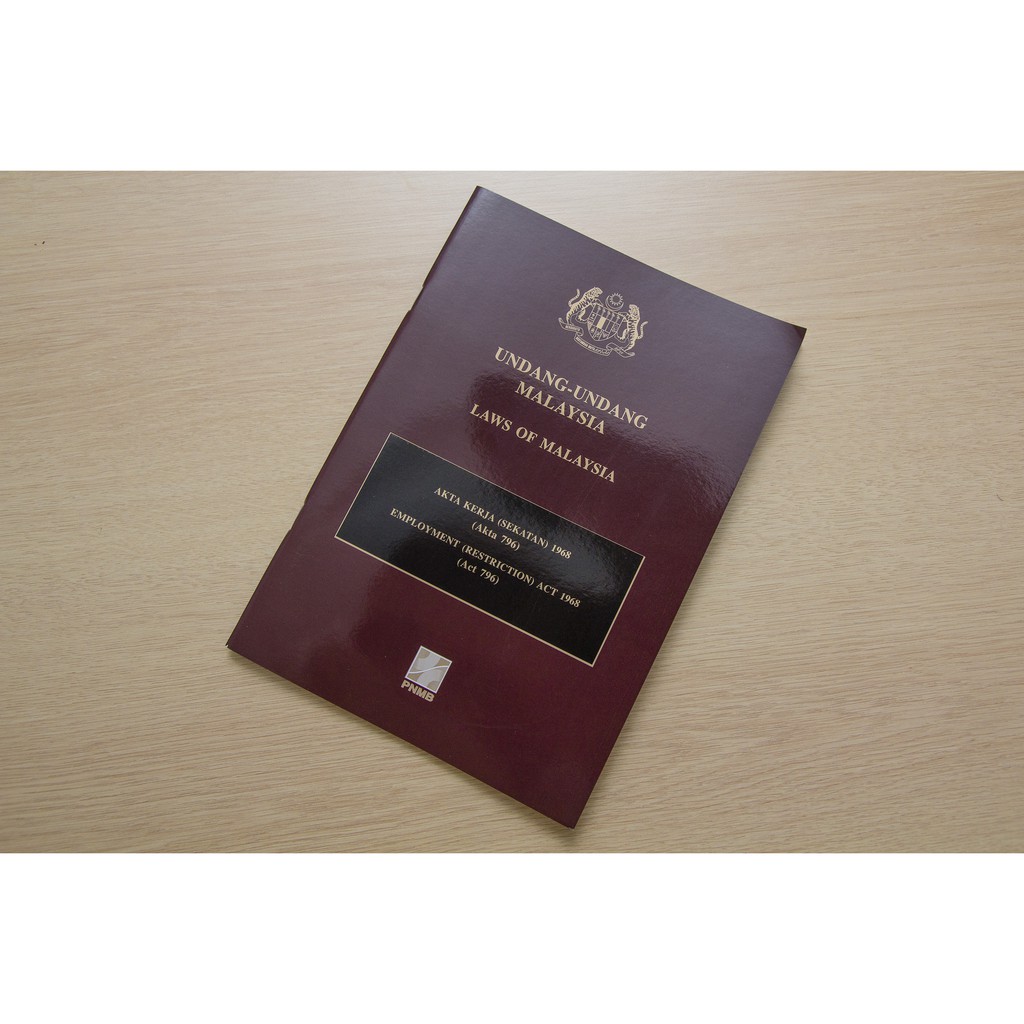 UNDANG-UNDANG
MALAYSIA
LAWS OF MALAYSIA
AKTA KERJA (SEKATAN) 1968
(Akta 796)
EMPLOYMENT (RESTRICTION) ACT 1968
(Act 796)
PNMB